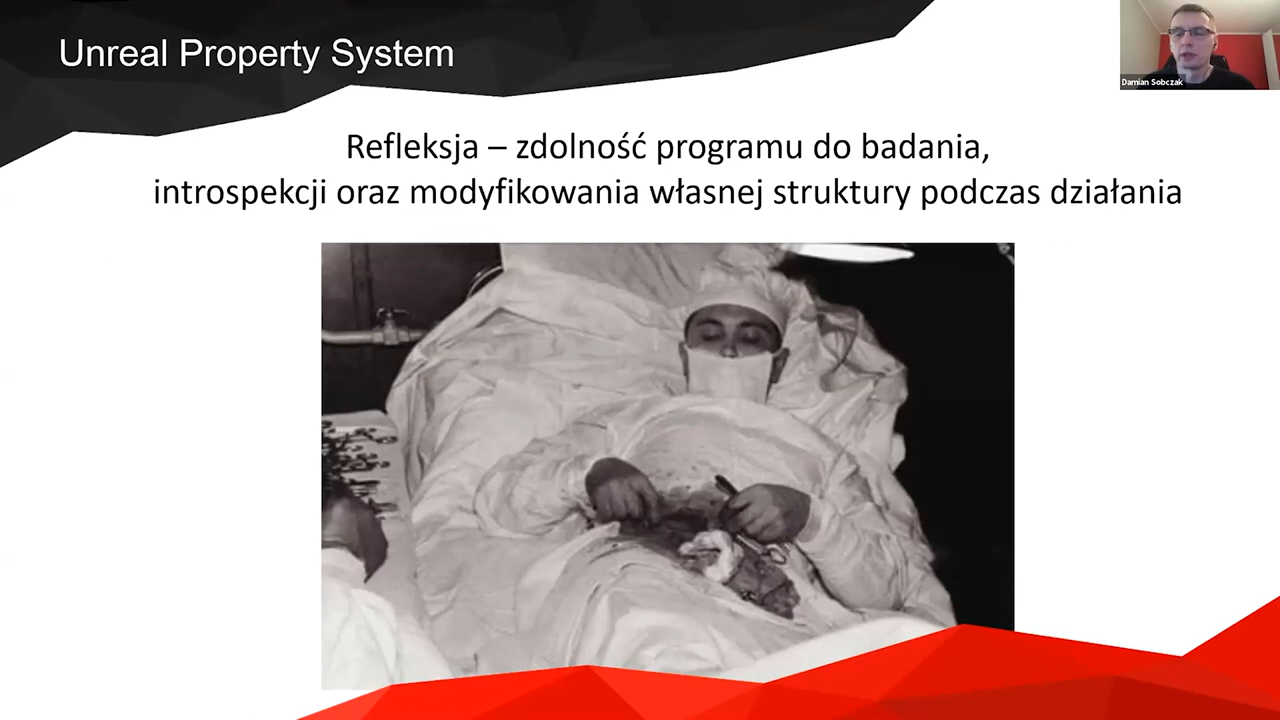 Unreal Property System
Damian Sobczak
Refleksja – zdolność programu do badania,
introspekcji oraz modyfikowania własnej struktury podczas działania